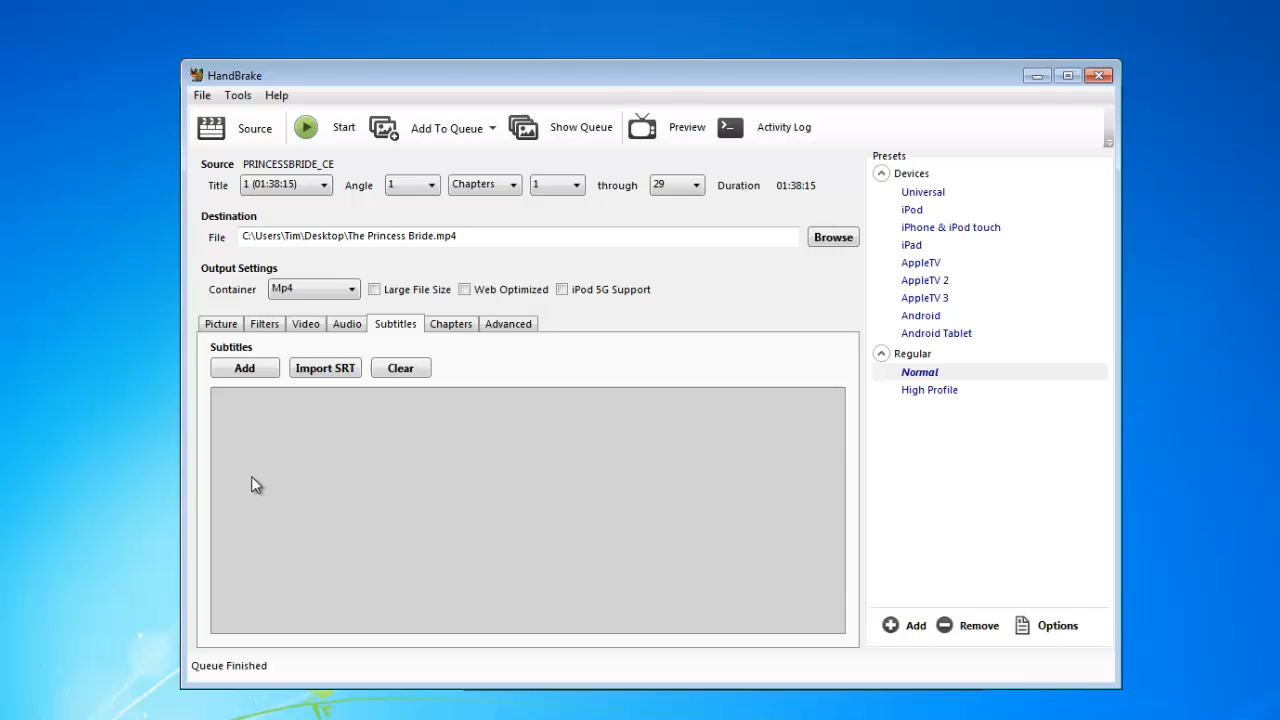 HandBrake
File Tools Help
Source Start Add To Queue Show Queue Preview Activity Log
Source PRINCESSBRIDE_CE
Title 1 (01:38:15) Angle 1 Chapters 1 through 29 Duration 01:38:15
Destination
File C:\Users\Tim\Desktop\The Princess Bride.mp4 Browse
Output Settings
Container Mp4 Large File Size Web Optimized iPod 5G Support
Picture Filters Video Audio Subtitles Chapters Advanced
Subtitles
Add Import SRT Clear
Presets
Devices
Universal
iPod
iPhone & iPod touch
iPad
AppleTV
AppleTV 2
AppleTV 3
Android
Android Tablet
Regular
Normal
High Profile
Add Remove Options
Queue Finished